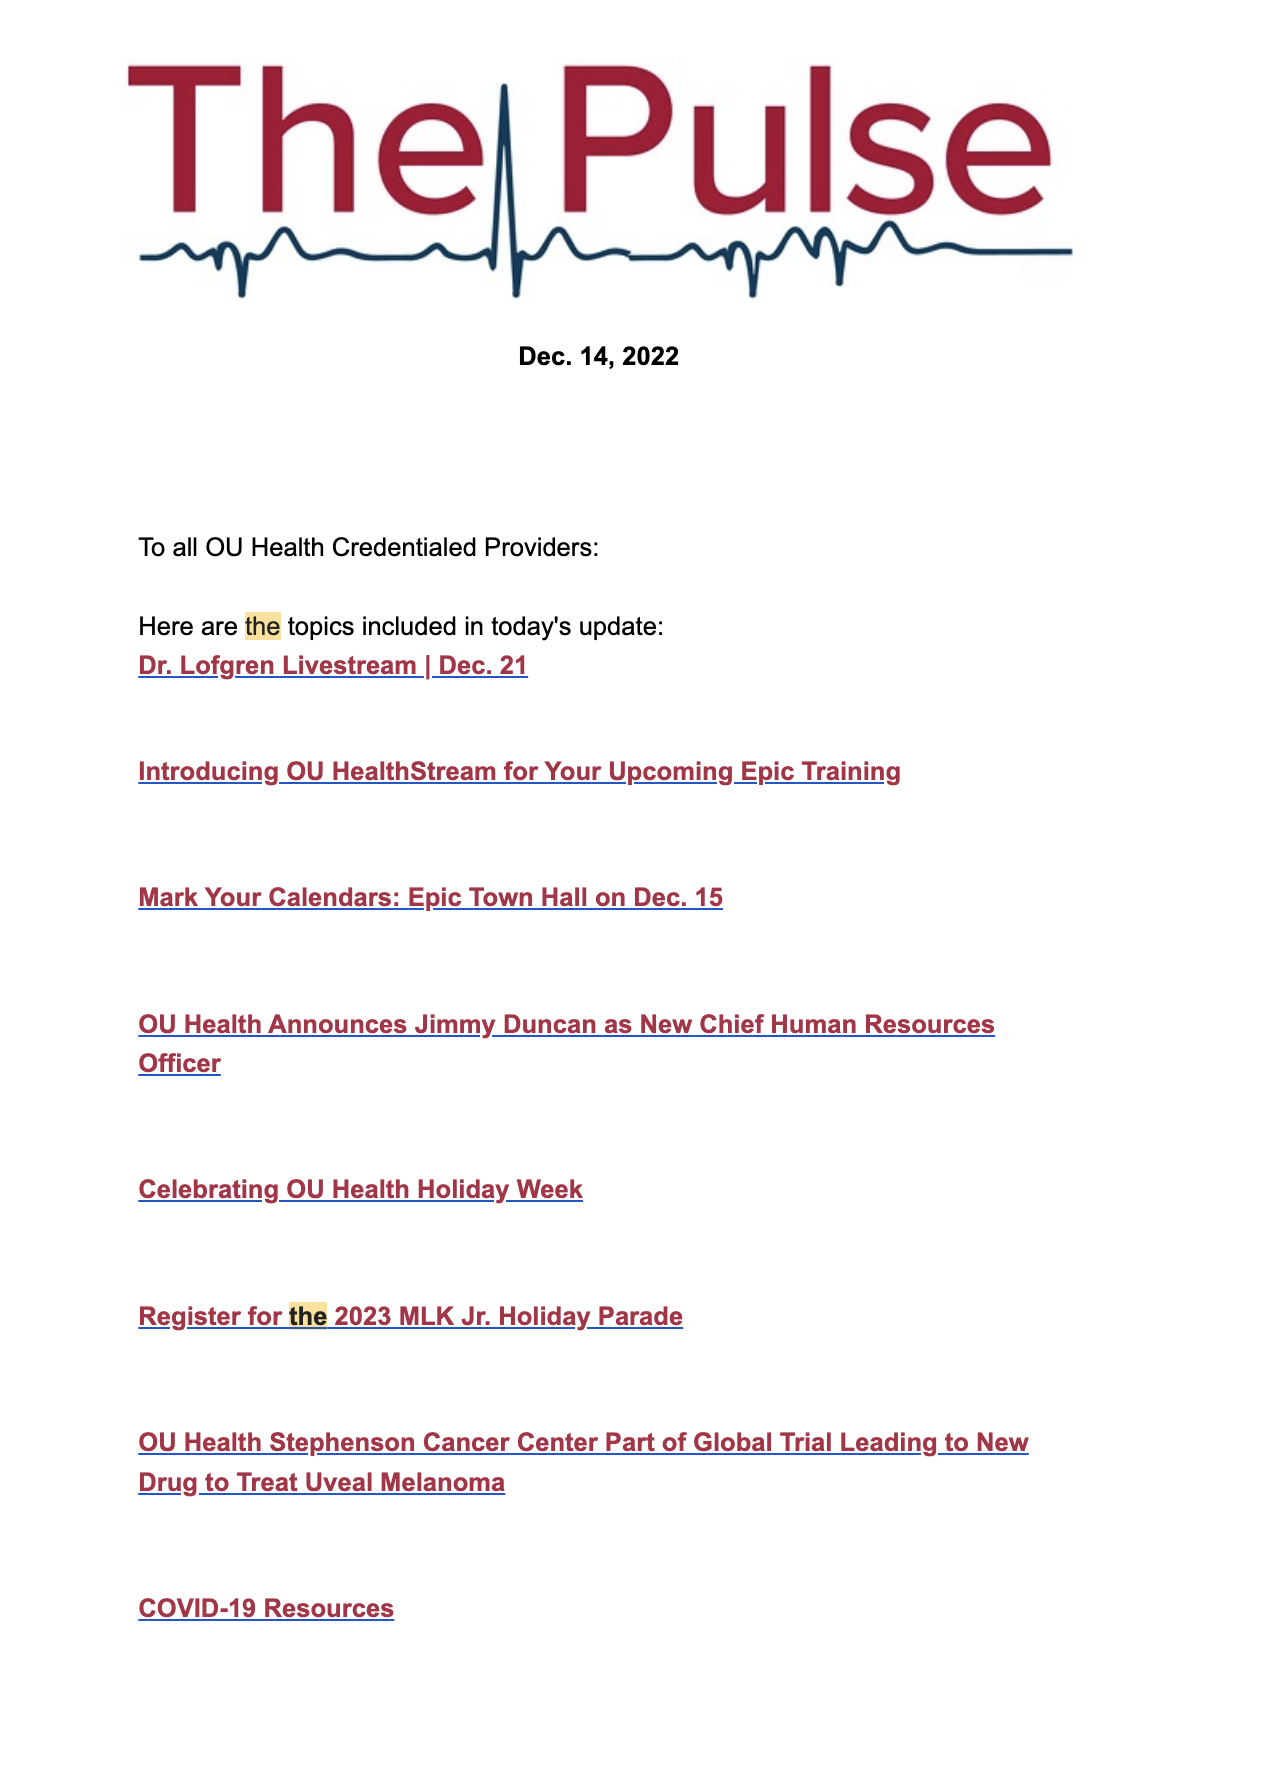 The Pulse
Dec. 14, 2022
To all OU Health Credentialed Providers:
Here are the topics included in today's update:
Dr. Lofgren Livestream | Dec. 21
Introducing OU HealthStream for Your Upcoming Epic Training
Mark Your Calendars: Epic Town Hall on Dec. 15
OU Health Announces Jimmy Duncan as New Chief Human Resources
Officer
Celebrating OU Health Holiday Week
Register for the 2023 MLK Jr. Holiday Parade
OU Health Stephenson Cancer Center Part of Global Trial Leading to New
Drug to Treat Uveal Melanoma
COVID-19 Resources